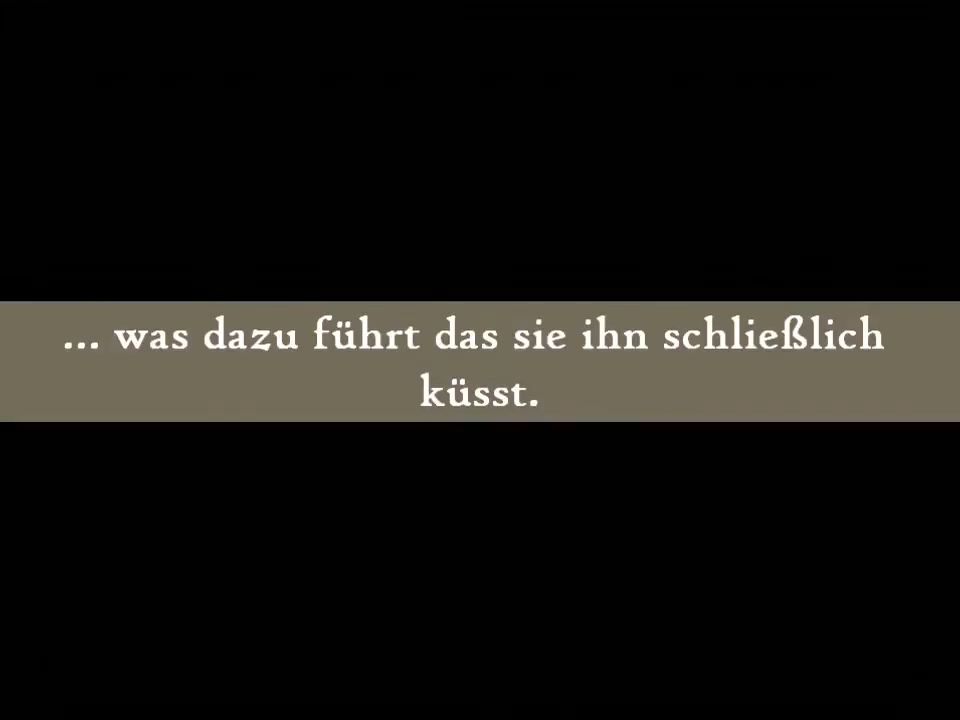 ... was dazu führt das sie ihn schließlich
küsst.